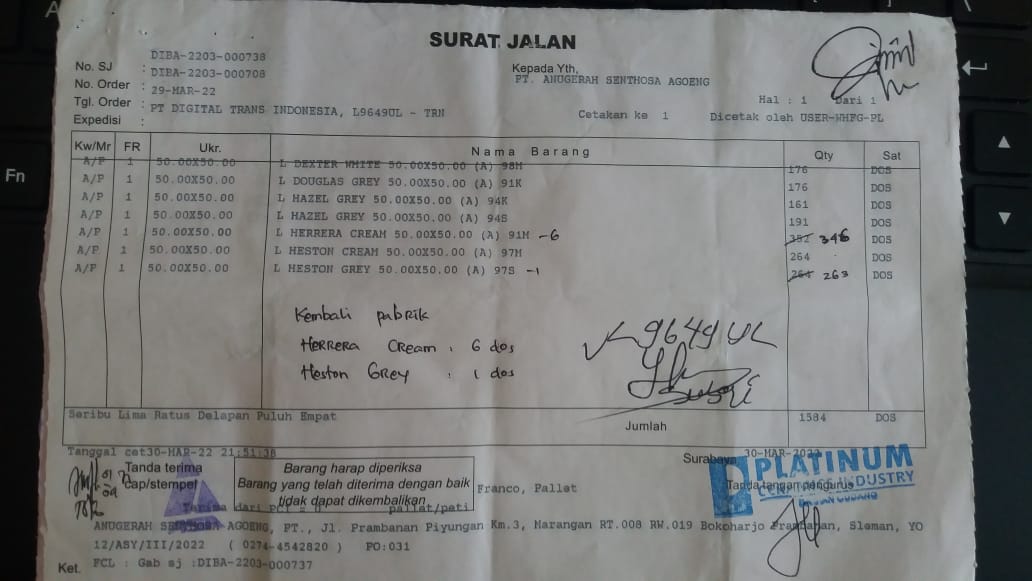 SURAT JALAN
No. SJ : DIBA-2203-000738
No. Order : DIBA-2203-000708
Tgl. Order : 29-MAR-22
Expedisi : PT DIGITAL TRANS INDONESIA, L9649UL - TRN
Kepada Yth,
PT. ANUGERAH SENTHOSA AGOENG
Hal : 1 Dari 1
Cetakan ke 1 Dicetak oleh USER-WHFG-PL
Kw/Mr FR Ukr. Nama Barang Qty Sat
A/P 1 50.00X50.00 L DEXTER WHITE 50.00X50.00 (A) 98M 176 DOS
A/P 1 50.00X50.00 L DOUGLAS GREY 50.00X50.00 (A) 91K 176 DOS
A/P 1 50.00X50.00 L HAZEL GREY 50.00X50.00 (A) 94K 161 DOS
A/P 1 50.00X50.00 L HAZEL GREY 50.00X50.00 (A) 94S 191 DOS
A/P 1 50.00X50.00 L HERRERA CREAM 50.00X50.00 (A) 91M -6 352 346 DOS
A/P 1 50.00X50.00 L HESTON CREAM 50.00X50.00 (A) 97M 264 DOS
A/P 1 50.00X50.00 L HESTON GREY 50.00X50.00 (A) 97S -1 264 263 DOS
Kembali pabrik
HERRERA CREAM : 6 dos
Heston GREY : 1 dos
L 9649 UL
Seribu Lima Ratus Delapan Puluh Empat
Jumlah 1584 DOS
Tanggal cet30-MAR-22 21:51:38
Surabaya, 30-MAR-2022
Tanda terima
cap/stempel
Barang harap diperiksa
Barang yang telah diterima dengan baik
tidak dapat dikembalikan
Franco, Pallet
PLATINUM
INDUSTRY
Tanda tangan pengurus
Terima dari PCI = 0 pallet/peti
ANUGERAH SENTHOSA AGOENG, PT., Jl. Prambanan Piyungan Km.3, Marangan RT.008 RW.019 Bokoharjo Prambanan, Sleman, YO
12/ASY/III/2022 ( 0274-4542820 ) PO:031
Ket. FCL : Gab sj :DIBA-2203-000737
Fn